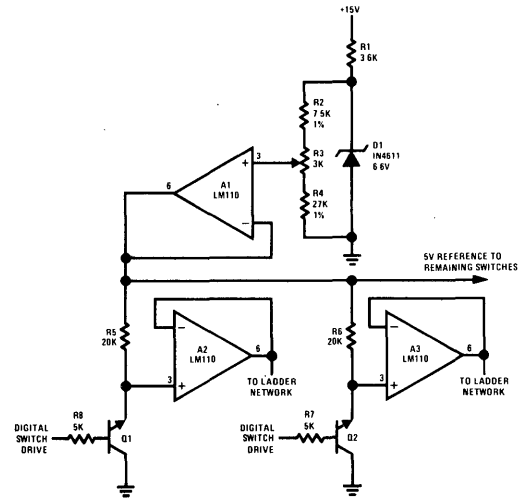 +15V
R1
3 6K
R2
7 5K
1%
R3
3K
R4
27K
1%
D1
IN4611
6 6V
3
+
−
6
A1
LM110
5V REFERENCE TO
REMAINING SWITCHES
R5
20K
−
+
3
A2
LM110
6
TO LADDER
NETWORK
R6
20K
−
+
3
A3
LM110
6
TO LADDER
NETWORK
DIGITAL
SWITCH
DRIVE
R8
5K
Q1
DIGITAL
SWITCH
DRIVE
R7
5K
Q2